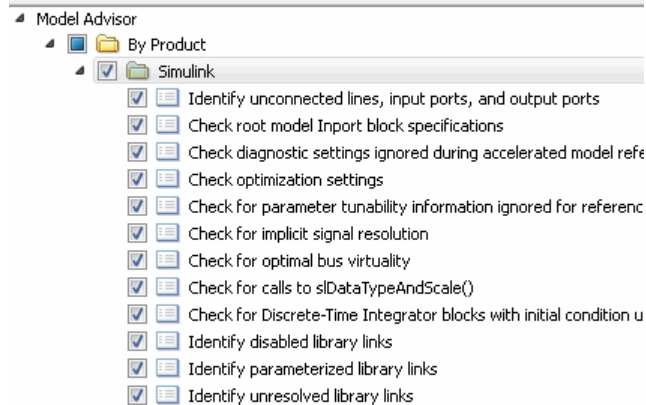 Model Advisor
By Product
Simulink
Identify unconnected lines, input ports, and output ports
Check root model Inport block specifications
Check diagnostic settings ignored during accelerated model refe
Check optimization settings
Check for parameter tunability information ignored for referenc
Check for implicit signal resolution
Check for optimal bus virtuality
Check for calls to slDataTypeAndScale()
Check for Discrete-Time Integrator blocks with initial condition u
Identify disabled library links
Identify parameterized library links
Identify unresolved library links